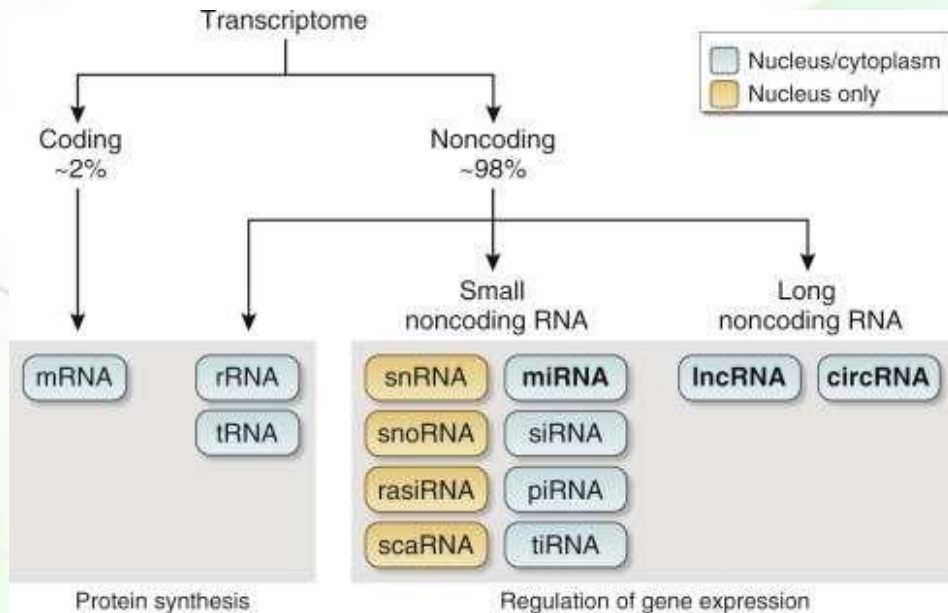 Transcriptome
Nucleus/cytoplasm
Nucleus only
Coding
~2%
Noncoding
~98%
Small
noncoding RNA
Long
noncoding RNA
mRNA
rRNA
tRNA
snRNA
miRNA
snoRNA
siRNA
rasiRNA
piRNA
scaRNA
tiRNA
lncRNA
circRNA
Protein synthesis
Regulation of gene expression